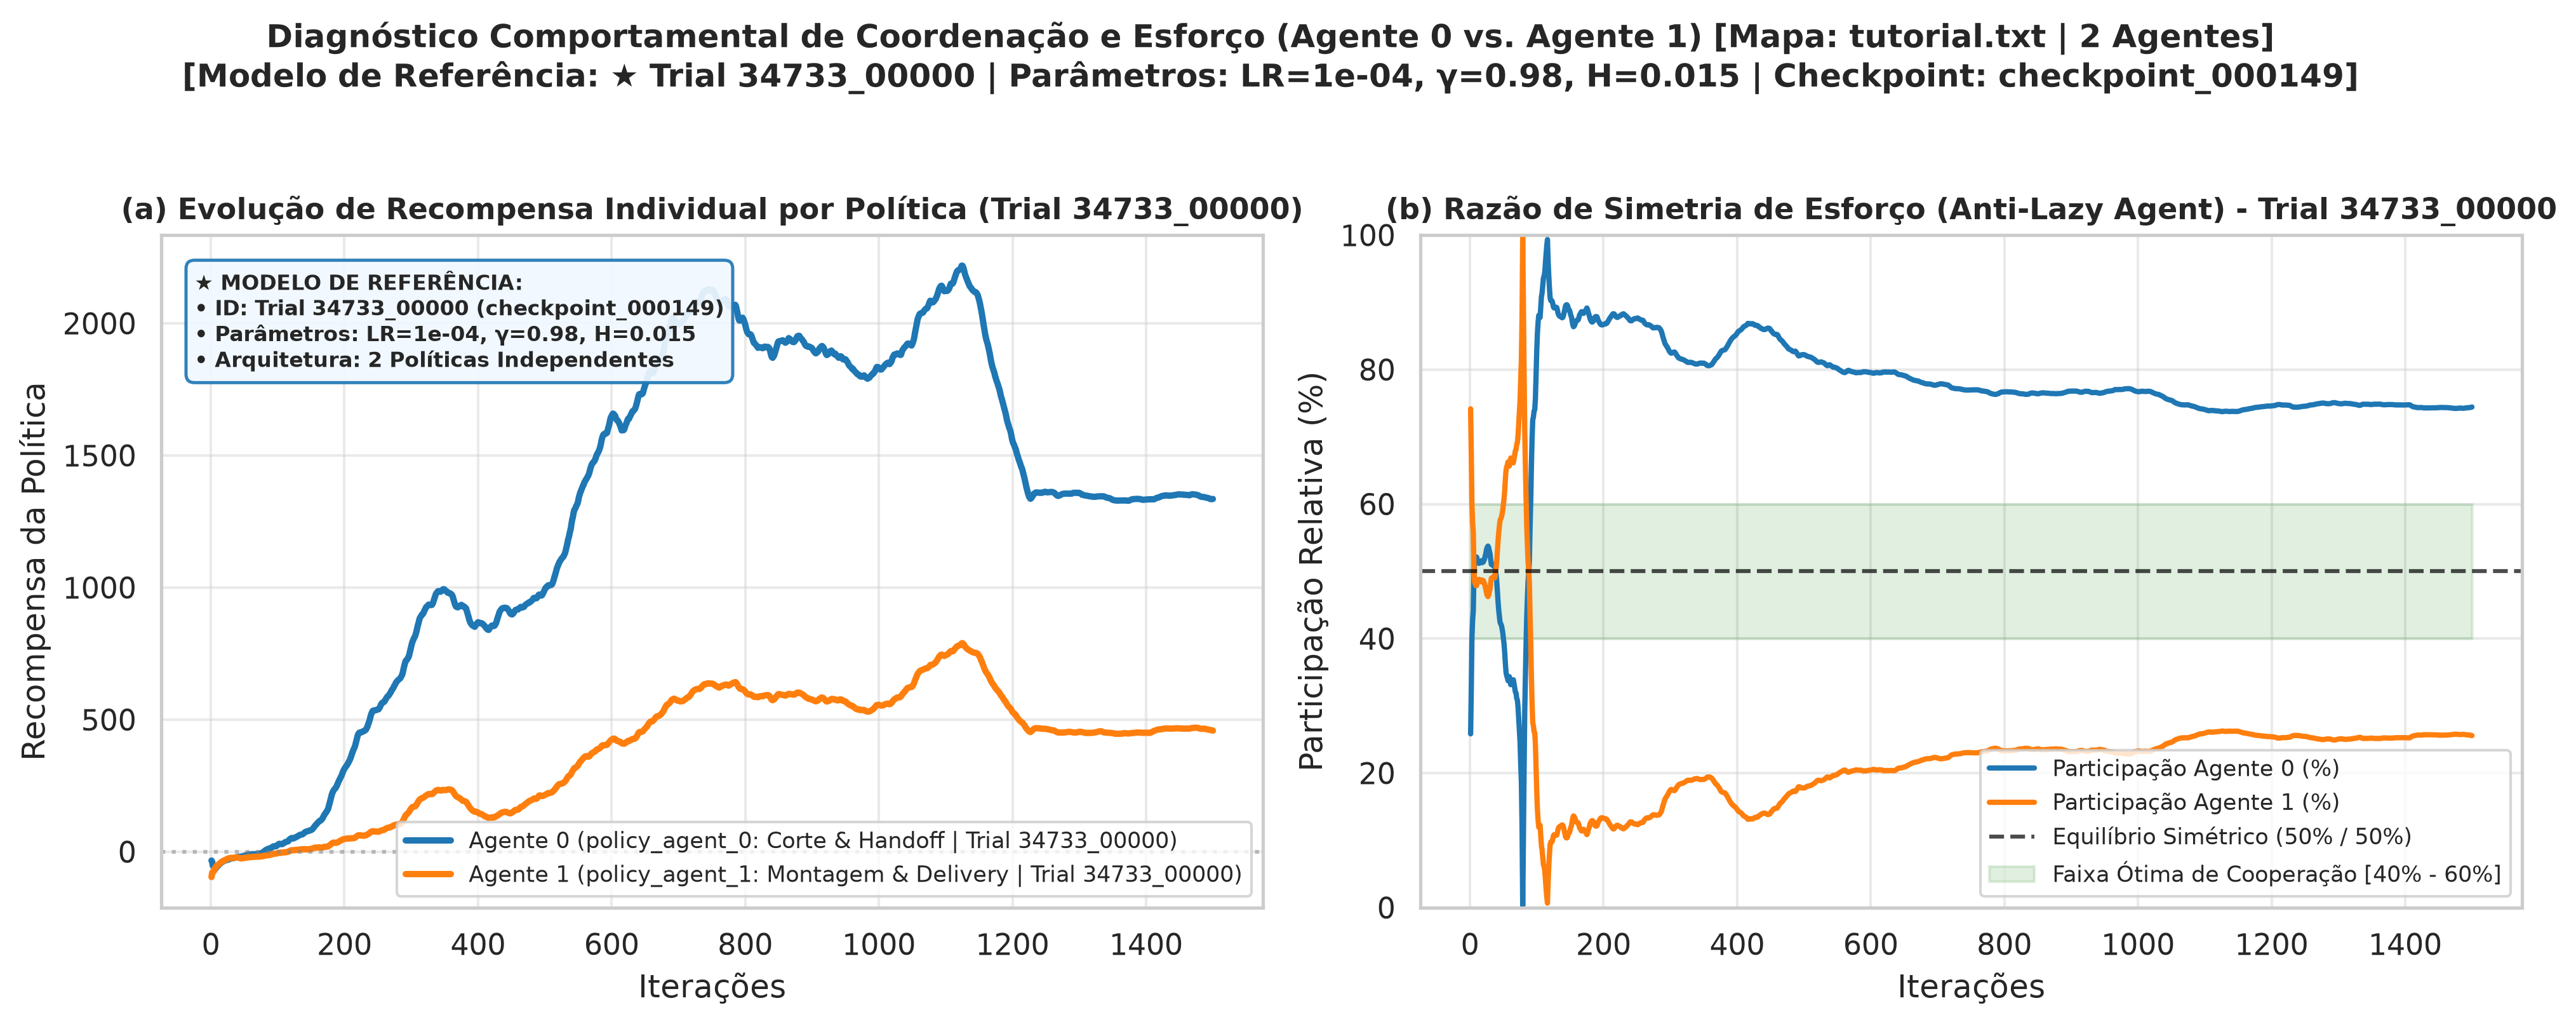 Diagnóstico Comportamental de Coordenação e Esforço (Agente 0 vs. Agente 1) [Mapa: tutorial.txt | 2 Agentes]
[Modelo de Referência: ★ Trial 34733_00000 | Parâmetros: LR=1e-04, γ=0.98, H=0.015 | Checkpoint: checkpoint_000149]
(a) Evolução de Recompensa Individual por Política (Trial 34733_00000)
★ MODELO DE REFERÊNCIA:
• ID: Trial 34733_00000 (checkpoint_000149)
• Parâmetros: LR=1e-04, γ=0.98, H=0.015
• Arquitetura: 2 Políticas Independentes
Recompensa da Política
2000
1500
1000
500
0
Agente 0 (policy_agent_0: Corte & Handoff | Trial 34733_00000)
Agente 1 (policy_agent_1: Montagem & Delivery | Trial 34733_00000)
0 200 400 600 800 1000 1200 1400
Iterações
(b) Razão de Simetria de Esforço (Anti-Lazy Agent) - Trial 34733_00000
Participação Relativa (%)
100
80
60
40
20
0
Participação Agente 0 (%)
Participação Agente 1 (%)
Equilíbrio Simétrico (50% / 50%)
Faixa Ótima de Cooperação [40% - 60%]
0 200 400 600 800 1000 1200 1400
Iterações